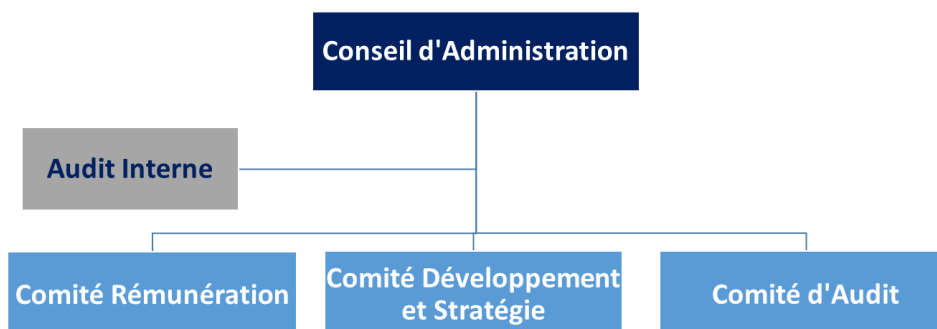 Conseil d'Administration
Audit Interne
Comité Rémunération
Comité Développement
et Stratégie
Comité d'Audit